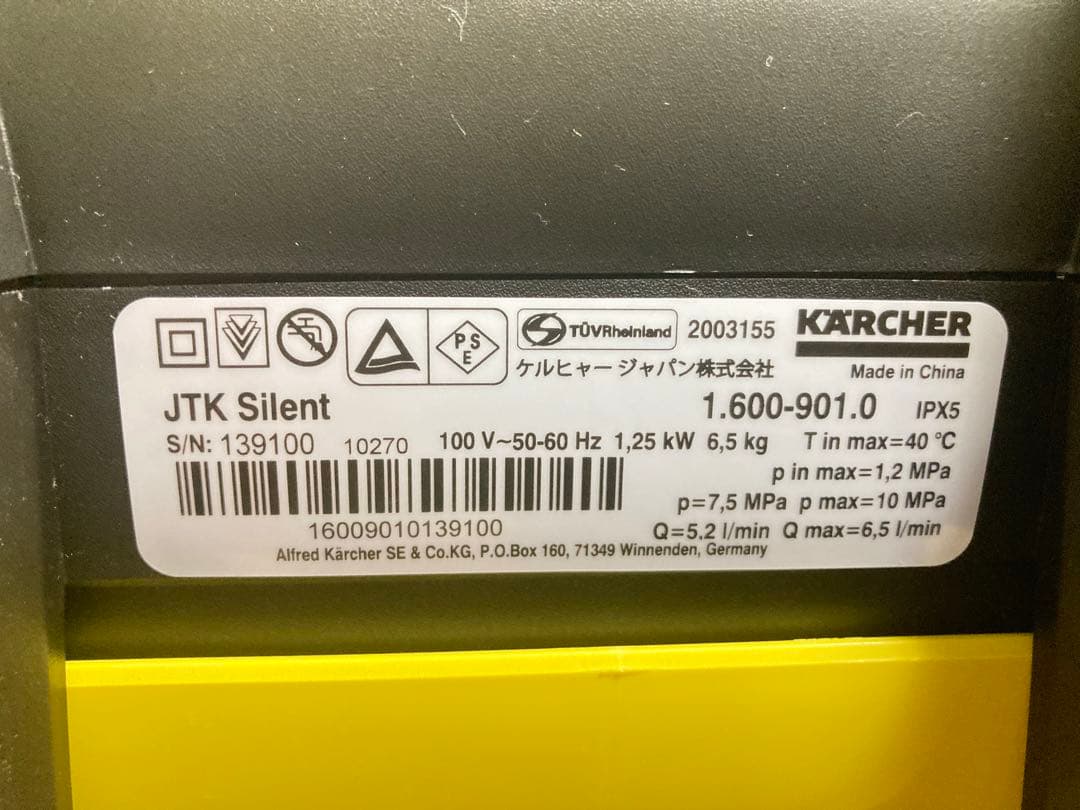 PS
E
TÜVRheinland
2003155
KÄRCHER
ケルヒャー ジャパン株式会社
Made in China
JTK Silent
1.600-901.0
IPX5
S/N: 139100 10270
100 V~50-60 Hz 1,25 kW 6,5 kg
T in max=40 °C
p in max=1,2 MPa
p=7,5 MPa p max=10 MPa
16009010139100
Q=5,2 l/min Q max=6,5 l/min
Alfred Kärcher SE & Co.KG, P.O.Box 160, 71349 Winnenden, Germany